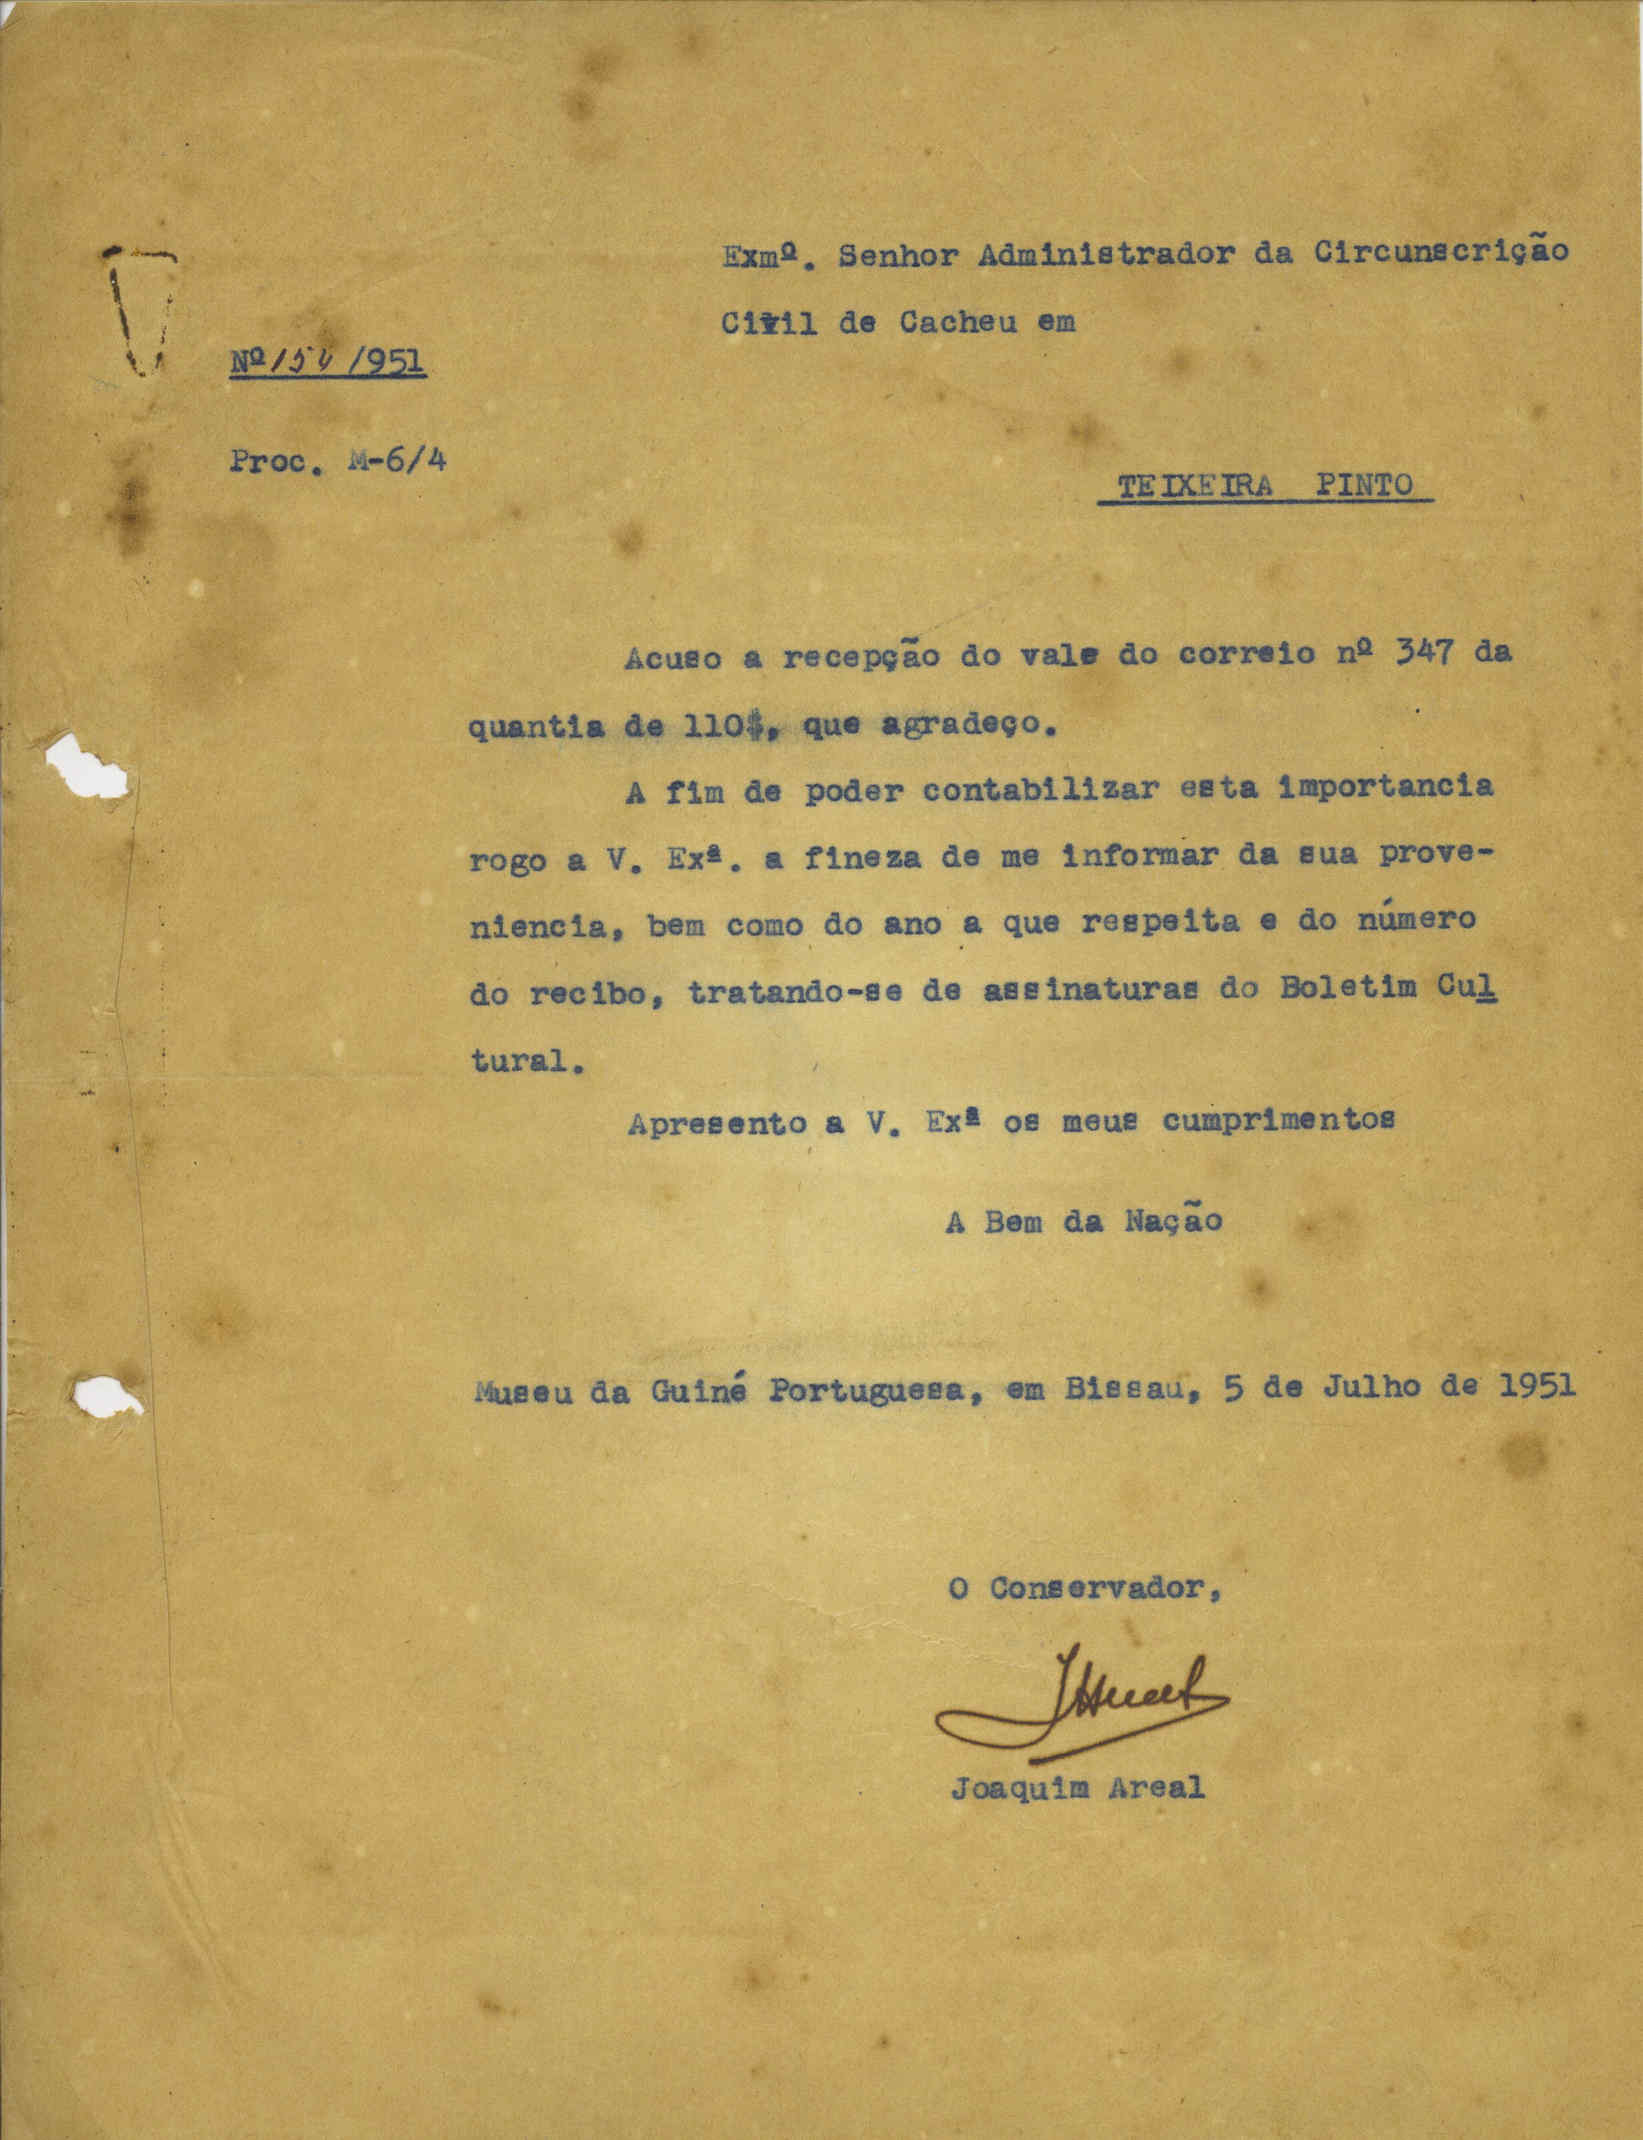 Exmº. Senhor Administrador da Circunscrição
Civil de Cacheu em
Nº /951
Proc. M-6/4
TEIXEIRA PINTO
Acuso a recepção do vale do correio nº 347 da
quantia de 110$, que agradeço.
A fim de poder contabilizar esta importancia
rogo a V. Exª. a fineza de me informar da sua prove-
niencia, bem como do ano a que respeita e do número
do recibo, tratando-se de assinaturas do Boletim Cul
tural.
Apresento a V. Exª os meus cumprimentos
A Bem da Nação
Museu da Guiné Portuguesa, em Bissau, 5 de Julho de 1951
O Conservador,
Joaquim Areal